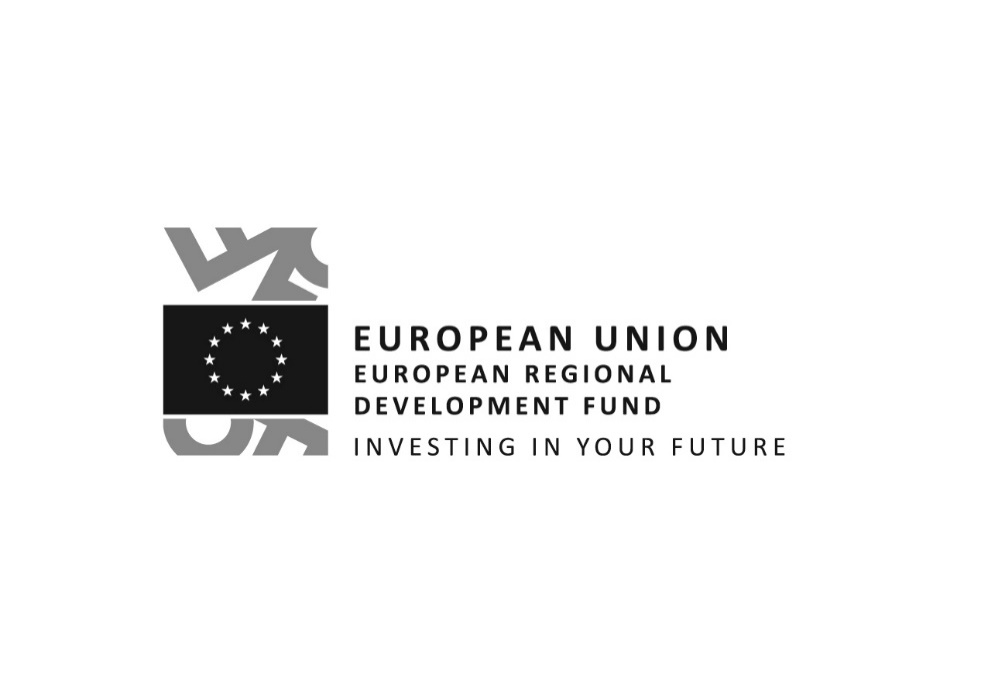 EUROPEAN UNION
EUROPEAN REGIONAL
DEVELOPMENT FUND
INVESTING IN YOUR FUTURE